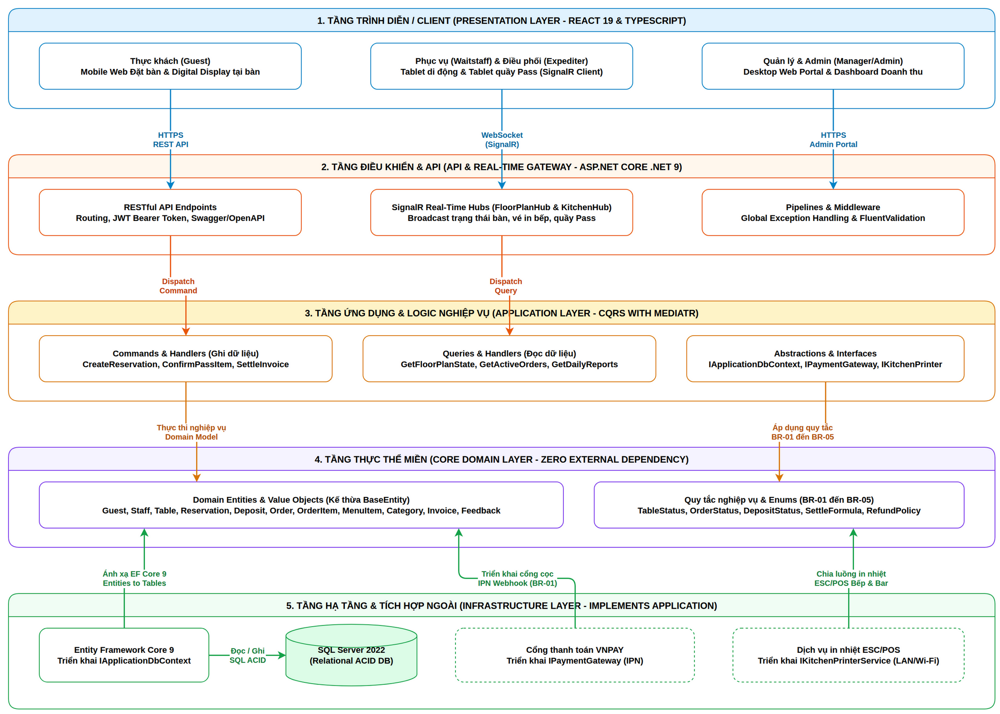 1. TẦNG TRÌNH DIỄN / CLIENT (PRESENTATION LAYER - REACT 19 & TYPESCRIPT)
Thực khách (Guest)
Mobile Web Đặt bàn & Digital Display tại bàn
Phục vụ (Waitstaff) & Điều phối (Expediter)
Tablet di động & Tablet quầy Pass (SignalR Client)
Quản lý & Admin (Manager/Admin)
Desktop Web Portal & Dashboard Doanh thu
HTTPS
REST API
WebSocket
(SignalR)
HTTPS
Admin Portal
2. TẦNG ĐIỀU KHIỂN & API (API & REAL-TIME GATEWAY - ASP.NET CORE .NET 9)
RESTful API Endpoints
Routing, JWT Bearer Token, Swagger/OpenAPI
SignalR Real-Time Hubs (FloorPlanHub & KitchenHub)
Broadcast trạng thái bàn, vé in bếp, quầy Pass
Pipelines & Middleware
Global Exception Handling & FluentValidation
Dispatch
Command
Dispatch
Query
3. TẦNG ỨNG DỤNG & LOGIC NGHIỆP VỤ (APPLICATION LAYER - CQRS WITH MEDIATR)
Commands & Handlers (Ghi dữ liệu)
CreateReservation, ConfirmPassItem, SettleInvoice
Queries & Handlers (Đọc dữ liệu)
GetFloorPlanState, GetActiveOrders, GetDailyReports
Abstractions & Interfaces
IApplicationDbContext, IPaymentGateway, IKitchenPrinter
Thực thi nghiệp vụ
Domain Model
Áp dụng quy tắc
BR-01 đến BR-05
4. TẦNG THỰC THỂ MIỀN (CORE DOMAIN LAYER - ZERO EXTERNAL DEPENDENCY)
Domain Entities & Value Objects (Kế thừa BaseEntity)
Guest, Staff, Table, Reservation, Deposit, Order, OrderItem, MenuItem, Category, Invoice, Feedback
Quy tắc nghiệp vụ & Enums (BR-01 đến BR-05)
TableStatus, OrderStatus, DepositStatus, SettleFormula, RefundPolicy
Ánh xạ EF Core 9
Entities to Tables
Triển khai cổng cọc
IPN Webhook (BR-01)
Chia luồng in nhiệt
ESC/POS Bếp & Bar
5. TẦNG HẠ TẦNG & TÍCH HỢP NGOÀI (INFRASTRUCTURE LAYER - IMPLEMENTS APPLICATION)
Entity Framework Core 9
Triển khai IApplicationDbContext
Đọc / Ghi
SQL ACID
SQL Server 2022
(Relational ACID DB)
Cổng thanh toán VNPAY
Triển khai IPaymentGateway (IPN)
Dịch vụ in nhiệt ESC/POS
Triển khai IKitchenPrinterService (LAN/Wi-Fi)